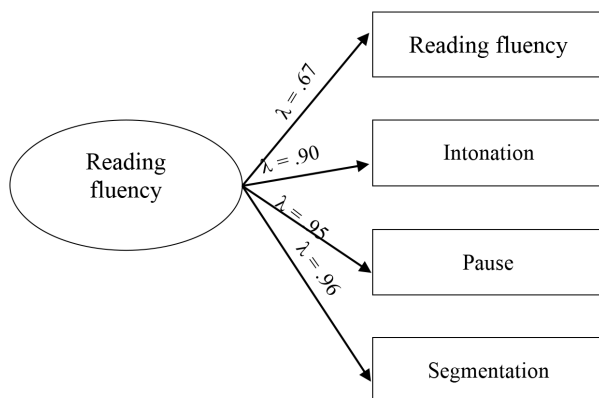 Reading fluency
λ = .67
λ = .90
Intonation
Reading
fluency
λ = .95
Pause
λ = .96
Segmentation